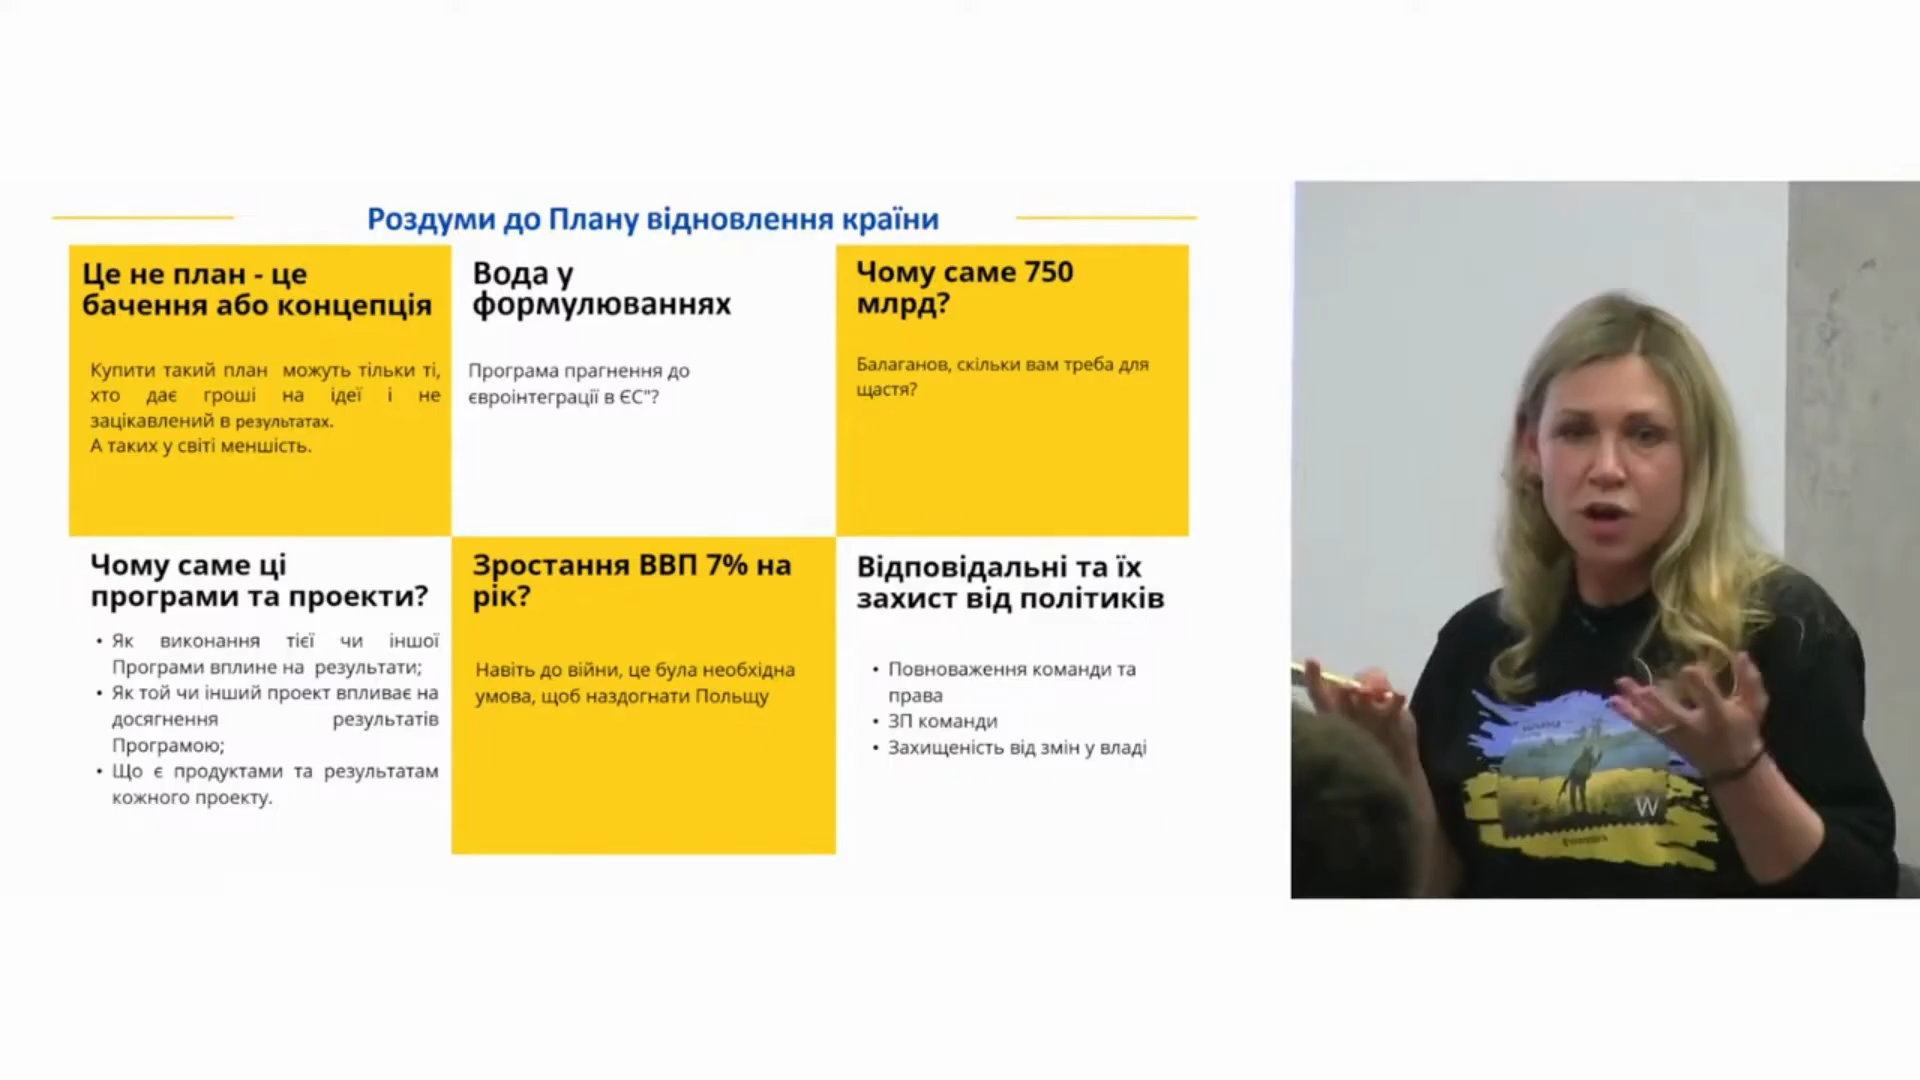 Роздуми до Плану відновлення країни
Це не план - це
бачення або концепція
Купити такий план можуть тільки ті,
хто дає гроші на ідеї і не
зацікавлений в результатах.
А таких у світі меншість.
Вода у
формулюваннях
Програма прагнення до
євроінтеграції в ЄС"?
Чому саме 750
млрд?
Балаганов, скільки вам треба для
щастя?
Чому саме ці
програми та проекти?
• Як виконання тієї чи іншої
Програми вплине на результати;
• Як той чи інший проект впливає на
досягнення результатів
Програмою;
• Що є продуктами та результатам
кожного проекту.
Зростання ВВП 7% на
рік?
Навіть до війни, це була необхідна
умова, щоб наздогнати Польщу
Відповідальні та їх
захист від політиків
• Повноваження команди та
права
• ЗП команди
• Захищеність від змін у владі
W